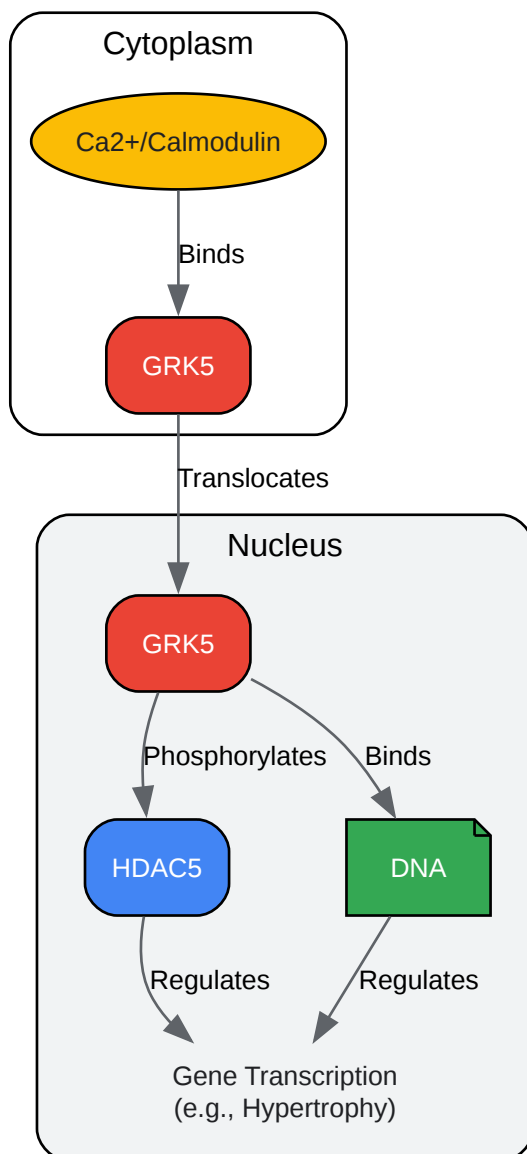 Cytoplasm
Ca2+/Calmodulin
Binds
GRK5
Translocates
Nucleus
GRK5
Phosphorylates
Binds
HDAC5
DNA
Regulates
Regulates
Gene Transcription
(e.g., Hypertrophy)